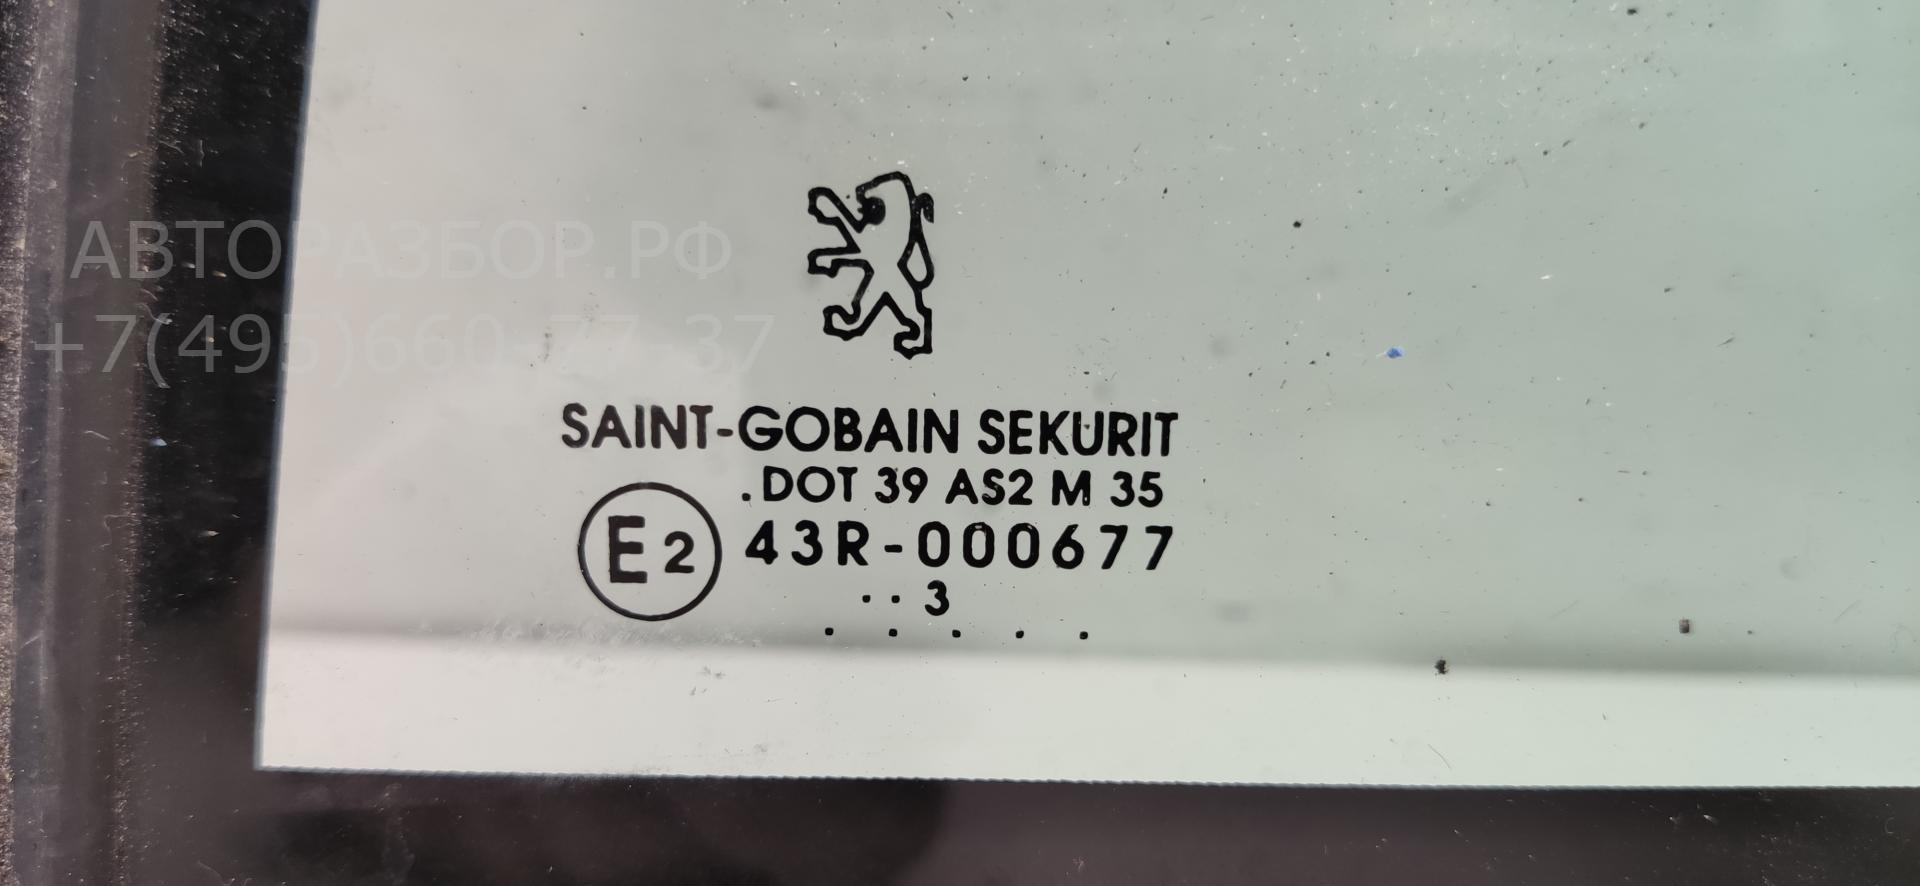 АВТОРАЗБОР.РФ
+7(495)660-77-37
SAINT-GOBAIN SEKURIT
.DOT 39 AS2 M 35
E2 43R-000677
..3
.....